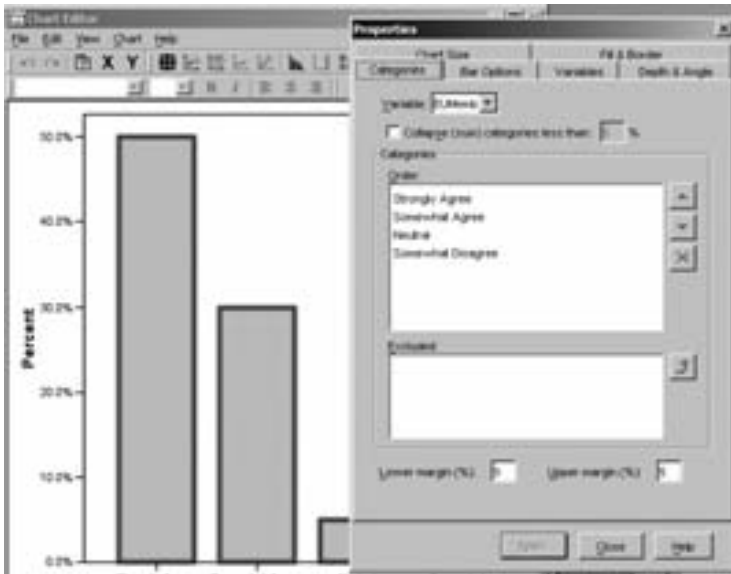 Chart Editor
File Edit View Chart Help
X Y
B I
Percent
50.0%
40.0%
30.0%
20.0%
10.0%
0.0%
Properties
Chart Size Fill & Border
Categories Bar Options Variables Depth & Angle
Variable
Collapse (sum) categories less than: 5 %
Categories
Order:
Strongly Agree
Somewhat Agree
Neutral
Somewhat Disagree
Excluded:
Lower margin (%): 5 Upper margin (%): 5
Apply Close Help